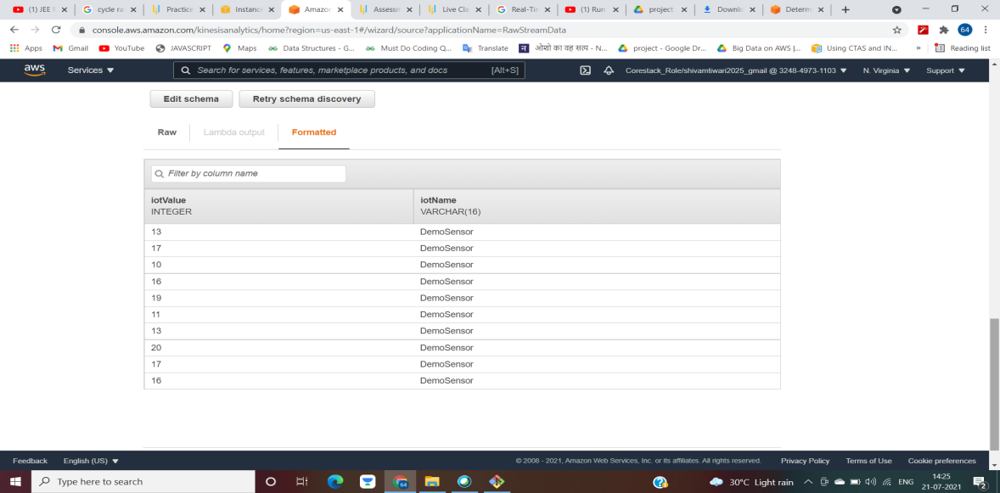 (1) JEE
cycle ra
Practice
Instanc
Amazon
Assessm
Live Cla
Real-Tim
(1) Run
project
Downlo
Determ
console.aws.amazon.com/kinesisanalytics/home?region=us-east-1#/wizard/source?applicationName=RawStreamData
64
Apps
Gmail
YouTube
JAVASCRIPT
Maps
Data Structures - G...
Must Do Coding Q...
Translate
ओशो का वह सत्य - N...
project - Google Dr...
Big Data on AWS |...
Using CTAS and IN...
»
Reading list
aws
Services
Search for services, features, marketplace products, and docs
[Alt+S]
Corestack_Role/shivamtiwari2025_gmail @ 3248-4973-1103
N. Virginia
Support
Edit schema
Retry schema discovery
Raw
Lambda output
Formatted
Filter by column name
iotValue iotName
INTEGER VARCHAR(16)
13 DemoSensor
17 DemoSensor
10 DemoSensor
16 DemoSensor
19 DemoSensor
11 DemoSensor
13 DemoSensor
20 DemoSensor
17 DemoSensor
16 DemoSensor
Feedback
English (US)
© 2008 - 2021, Amazon Web Services, Inc. or its affiliates. All rights reserved.
Privacy Policy
Terms of Use
Cookie preferences
Type here to search
64
30°C Light rain
ENG
14:25
21-07-2021
2